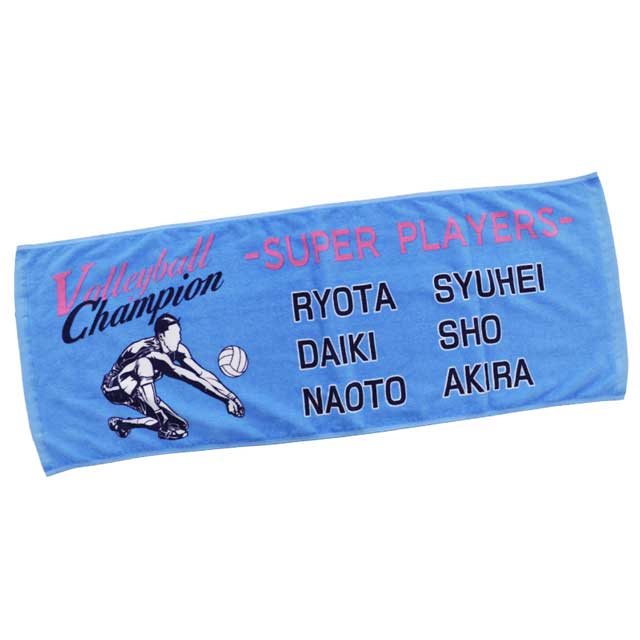 Volleyball
Champion
-SUPER PLAYERS-
RYOTA SYUHEI
DAIKI SHO
NAOTO AKIRA